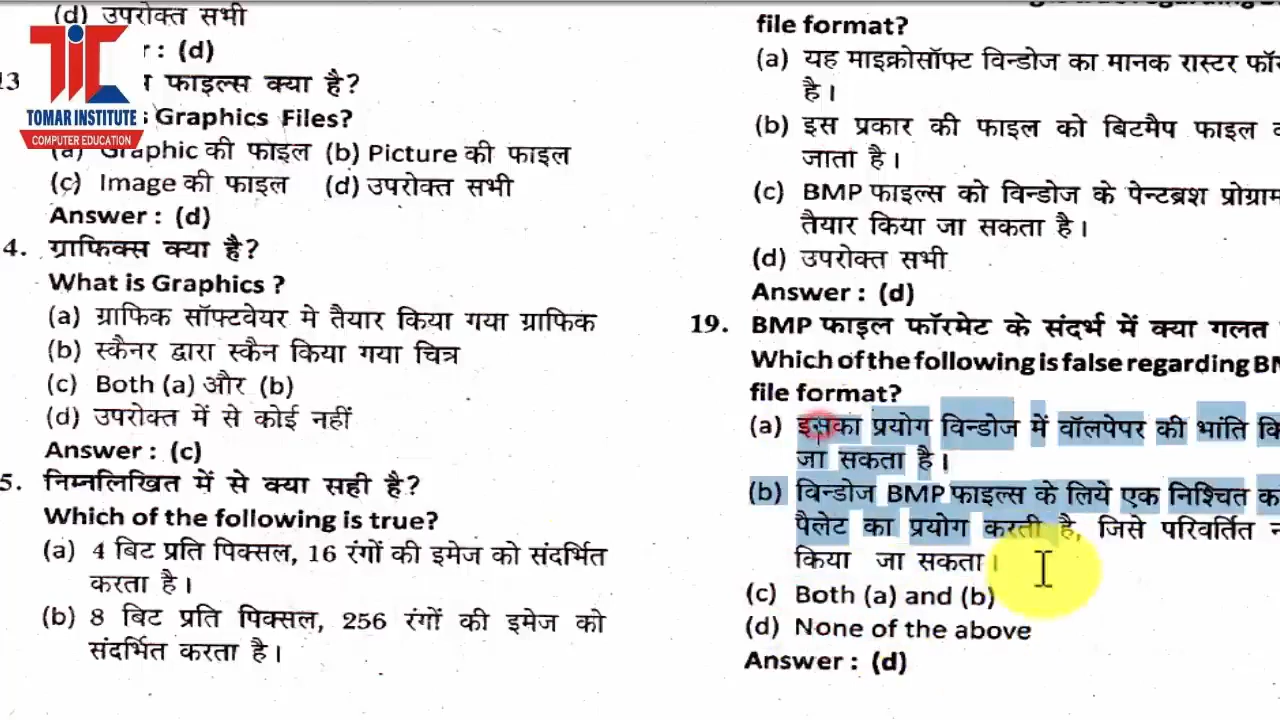 (d) उपरोक्त सभी
r : (d)
13
फाइल्स क्या है?
TIC
TOMAR INSTITUTE
COMPUTER EDUCATION
Graphics Files?
(a) Graphic की फाइल (b) Picture की फाइल
(c) Image की फाइल (d) उपरोक्त सभी
Answer : (d)
4. ग्राफिक्स क्या है?
What is Graphics ?
(a) ग्राफिक सॉफ्टवेयर मे तैयार किया गया ग्राफिक
(b) स्कैनर द्वारा स्कैन किया गया चित्र
(c) Both (a) और (b)
(d) उपरोक्त में से कोई नहीं
Answer : (c)
5. निम्नलिखित में से क्या सही है?
Which of the following is true?
(a) 4 बिट प्रति पिक्सल, 16 रंगों की इमेज को संदर्भित
करता है।
(b) 8 बिट प्रति पिक्सल, 256 रंगों की इमेज को
संदर्भित करता है।
file format?
(a) यह माइक्रोसॉफ्ट विन्डोज का मानक रास्टर
है।
(b) इस प्रकार की फाइल को बिटमैप फाइल
जाता है।
(c) BMP फाइल्स को विन्डोज के पेन्टब्रश प्रोग्राम
तैयार किया जा सकता है।
(d) उपरोक्त सभी
Answer : (d)
19. BMP फाइल फॉरमेट के संदर्भ में क्या गलत
Which of the following is false regarding
file format?
(a) इसका प्रयोग विन्डोज में वॉलपेपर की भांति
जा सकता है।
(b) विन्डोज BMP फाइल्स के लिये एक निश्चित
पैलेट का प्रयोग करती है, जिसे परिवर्तित
किया जा सकता।
(c) Both (a) and (b)
(d) None of the above
Answer : (d)